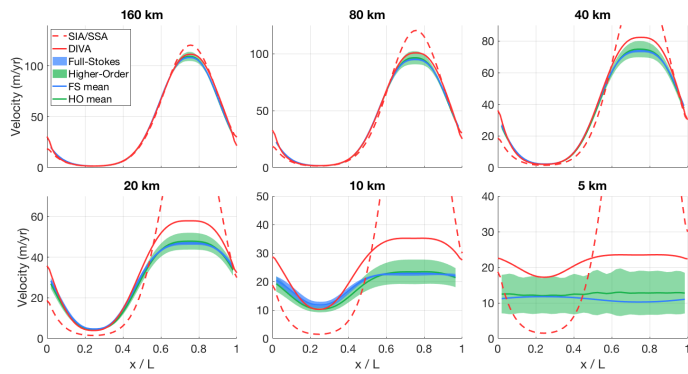 160 km
80 km
40 km
Velocity (m/yr)
100
50
0
SIA/SSA
DIVA
Full-Stokes
Higher-Order
FS mean
HO mean
100
50
0
80
60
40
20
0
20 km
10 km
5 km
Velocity (m/yr)
60
40
20
0
50
40
30
20
10
0
40
30
20
10
0
0 0.2 0.4 0.6 0.8 1
0 0.2 0.4 0.6 0.8 1
0 0.2 0.4 0.6 0.8 1
x / L
x / L
x / L